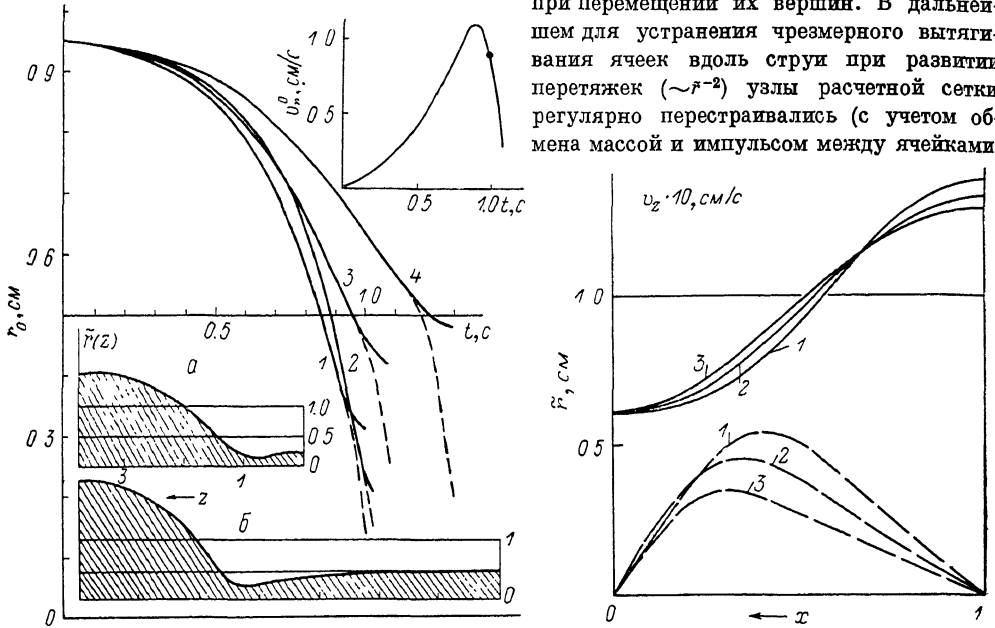 при перемещении их вершин. В дальней-
шем для устранения чрезмерного вытяги-
вания ячеек вдоль струи при развитии
перетяжек (~r̃⁻²) узлы расчетной сетки
регулярно перестраивались (с учетом об-
мена массой и импульсом между ячейками
0 9
0 6
0 3
0
r₀, см
0.5
1 0
t, с
1
2
3
4
1 0
0 5
vₙ⁰, см/с
0 5
1.0 t, с
r̃(z)
а
1.0
0 5
0
3
1
z
б
1
0
v_z·10, см/с
1 0
0 5
r̃, см
3
2
1
1
2
3
0
x
1